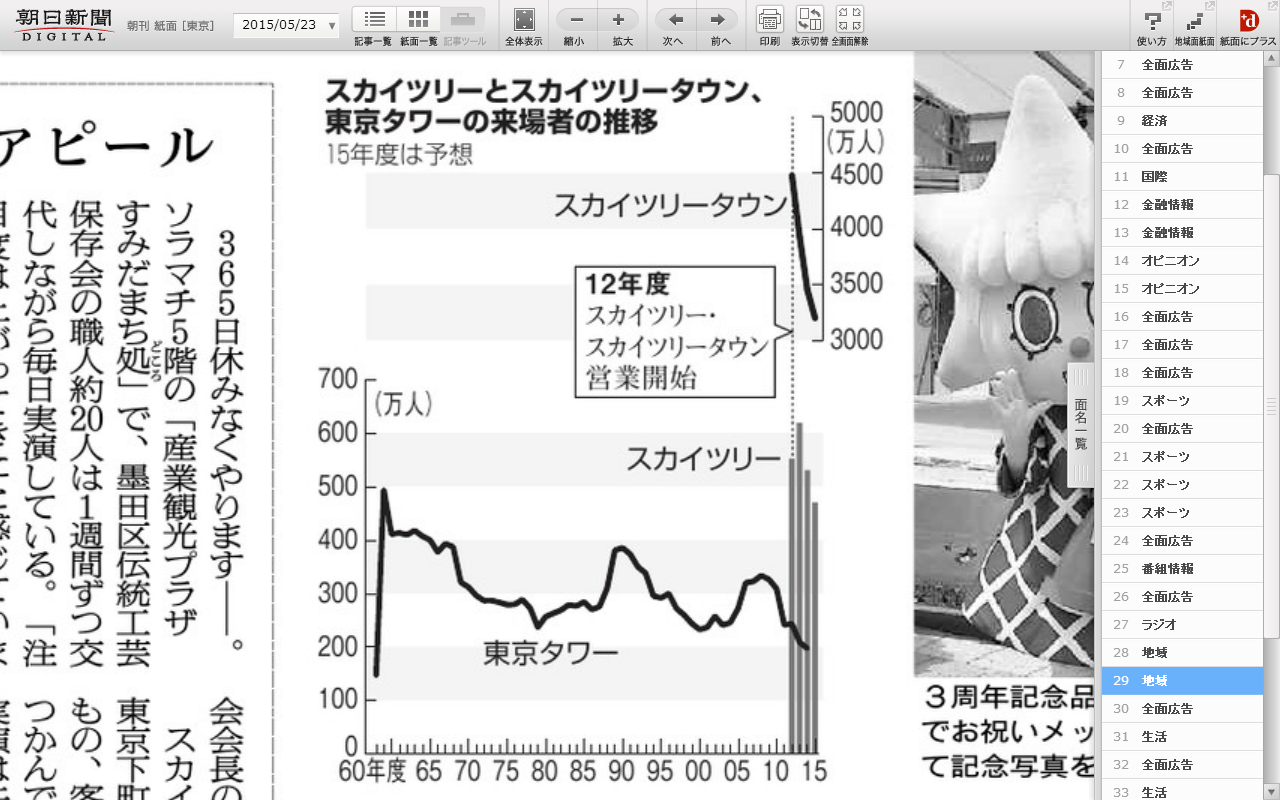 朝日新聞
DIGITAL
朝刊 紙面 [東京]
2015/05/23
記事一覧
紙面一覧
記事ツール
全体表示
縮小
拡大
次へ
前へ
印刷
表示切替
全画面解除
使い方
地域面紙面
紙面にプラス
アピール
365日休みなくやります――。
ソラマチ5階の「産業観光プラザ
すみだまち処」で、墨田区伝統工芸
どころ
保存会の職人約20人は1週間ずつ交
代しながら毎日実演している。「注
会会長の
スカイ
東京下町
もの、客
つかんで
スカイツリーとスカイツリータウン、
東京タワーの来場者の推移
15年度は予想
5000
(万人)
4500
4000
3500
3000
スカイツリータウン
12年度
スカイツリー・
スカイツリータウン
営業開始
700
(万人)
600
500
400
300
200
100
0
スカイツリー
東京タワー
60年度 65 70 75 80 85 90 95 00 05 10 15
3周年記念品
でお祝いメッ
て記念写真を
面名一覧
7 全面広告
8 全面広告
9 経済
10 全面広告
11 国際
12 金融情報
13 金融情報
14 オピニオン
15 オピニオン
16 全面広告
17 全面広告
18 全面広告
19 スポーツ
20 全面広告
21 スポーツ
22 スポーツ
23 スポーツ
24 全面広告
25 番組情報
26 全面広告
27 ラジオ
28 地域
29 地域
30 全面広告
31 生活
32 全面広告
33 生活